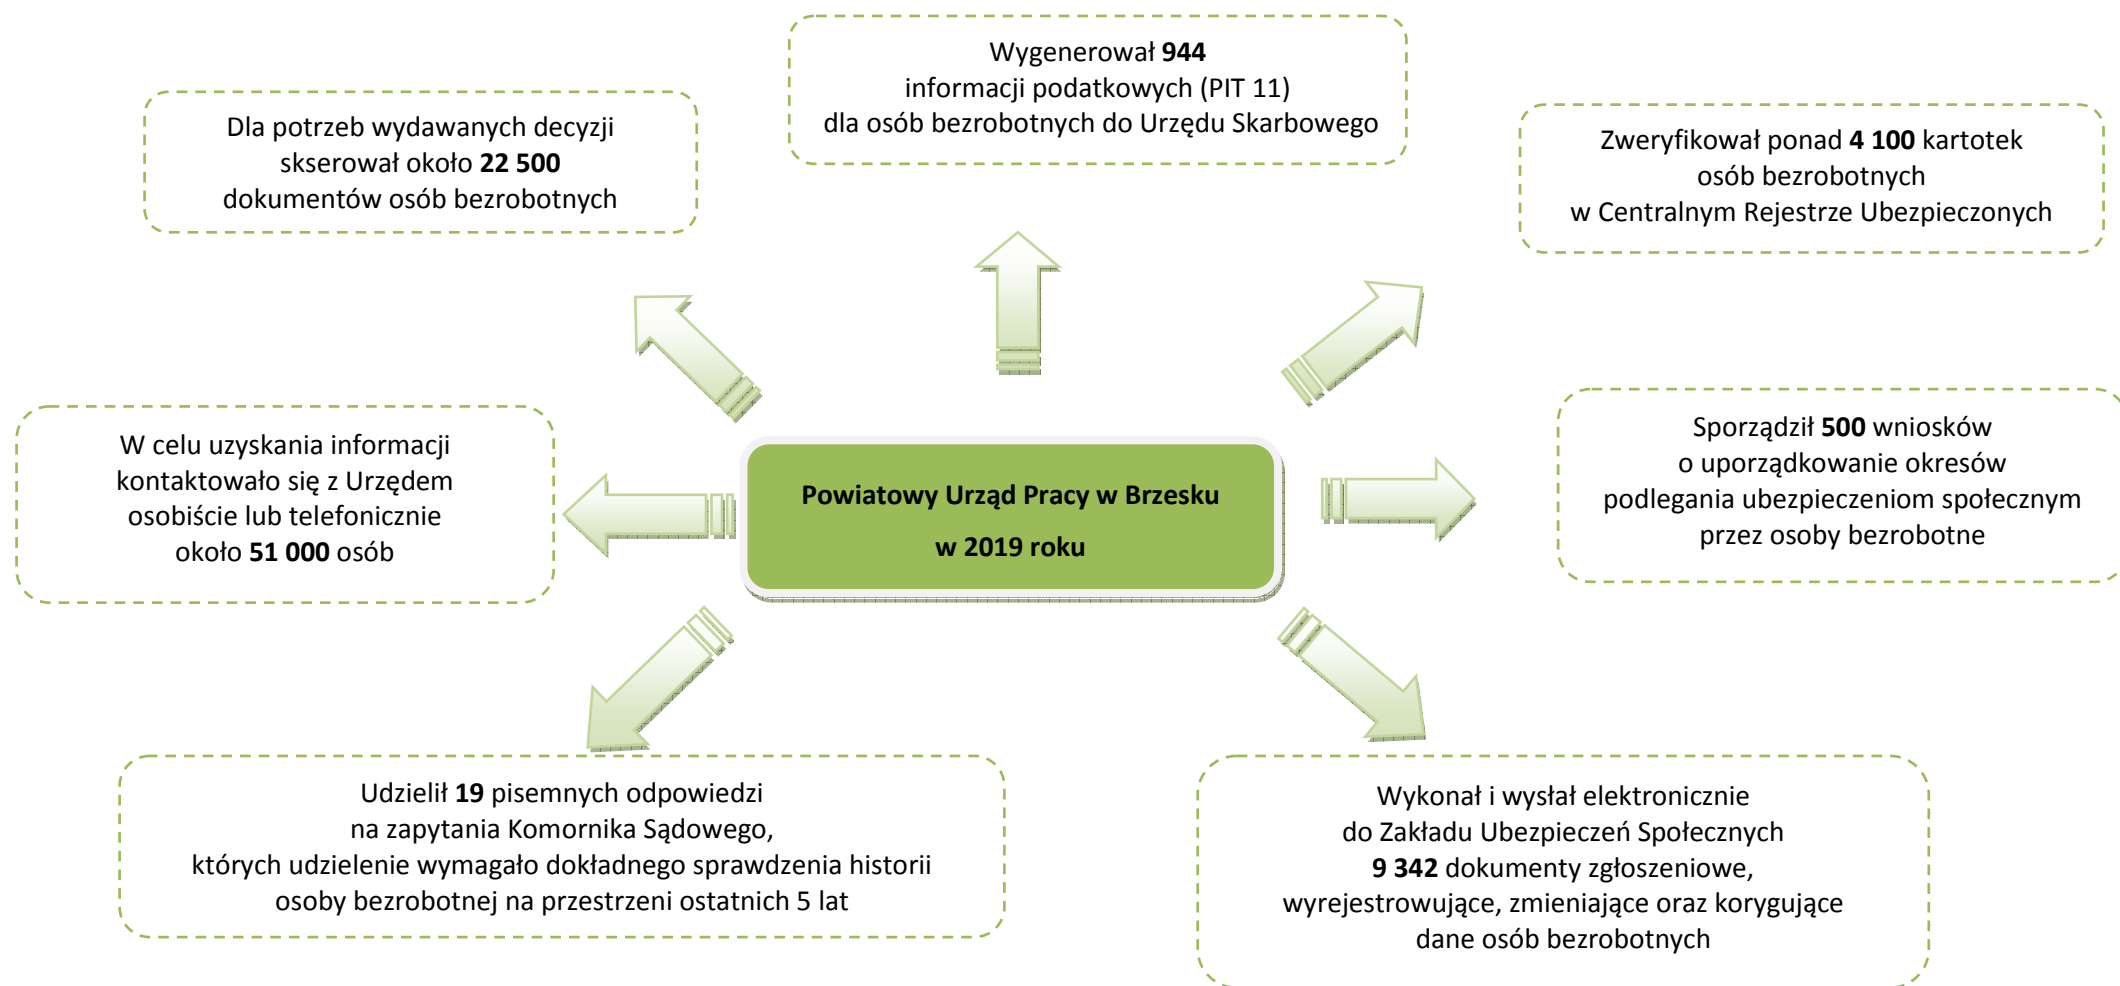 Wygenerował 944
informacji podatkowych (PIT 11)
dla osób bezrobotnych do Urzędu Skarbowego
Dla potrzeb wydawanych decyzji
skserował około 22 500
dokumentów osób bezrobotnych
Zweryfikował ponad 4 100 kartotek
osób bezrobotnych
w Centralnym Rejestrze Ubezpieczonych
W celu uzyskania informacji
kontaktowało się z Urzędem
osobiście lub telefonicznie
około 51 000 osób
Powiatowy Urząd Pracy w Brzesku
w 2019 roku
Sporządził 500 wniosków
o uporządkowanie okresów
podlegania ubezpieczeniom społecznym
przez osoby bezrobotne
Udzielił 19 pisemnych odpowiedzi
na zapytania Komornika Sądowego,
których udzielenie wymagało dokładnego sprawdzenia historii
osoby bezrobotnej na przestrzeni ostatnich 5 lat
Wykonał i wysłał elektronicznie
do Zakładu Ubezpieczeń Społecznych
9 342 dokumenty zgłoszeniowe,
wyrejestrowujące, zmieniające oraz korygujące
dane osób bezrobotnych